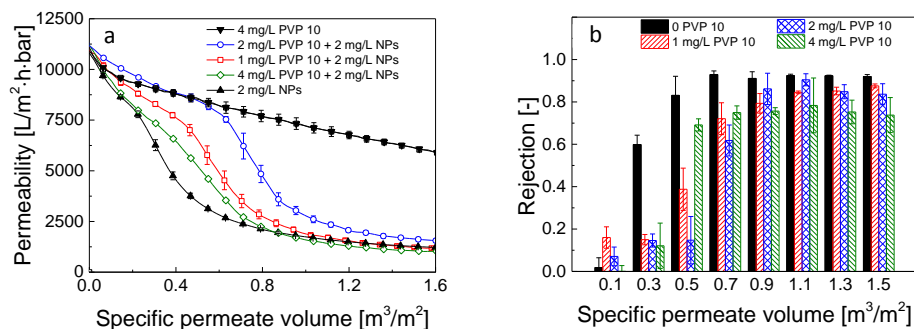 a
4 mg/L PVP 10
2 mg/L PVP 10 + 2 mg/L NPs
1 mg/L PVP 10 + 2 mg/L NPs
4 mg/L PVP 10 + 2 mg/L NPs
2 mg/L NPs
Permeability [L/m²·h·bar]
12500
10000
7500
5000
2500
0
0.0 0.4 0.8 1.2 1.6
Specific permeate volume [m³/m²]
b
0 PVP 10 2 mg/L PVP 10
1 mg/L PVP 10 4 mg/L PVP 10
Rejection [-]
1.0
0.8
0.6
0.4
0.2
0.0
0.1 0.3 0.5 0.7 0.9 1.1 1.3 1.5
Specific permeate volume [m³/m²]